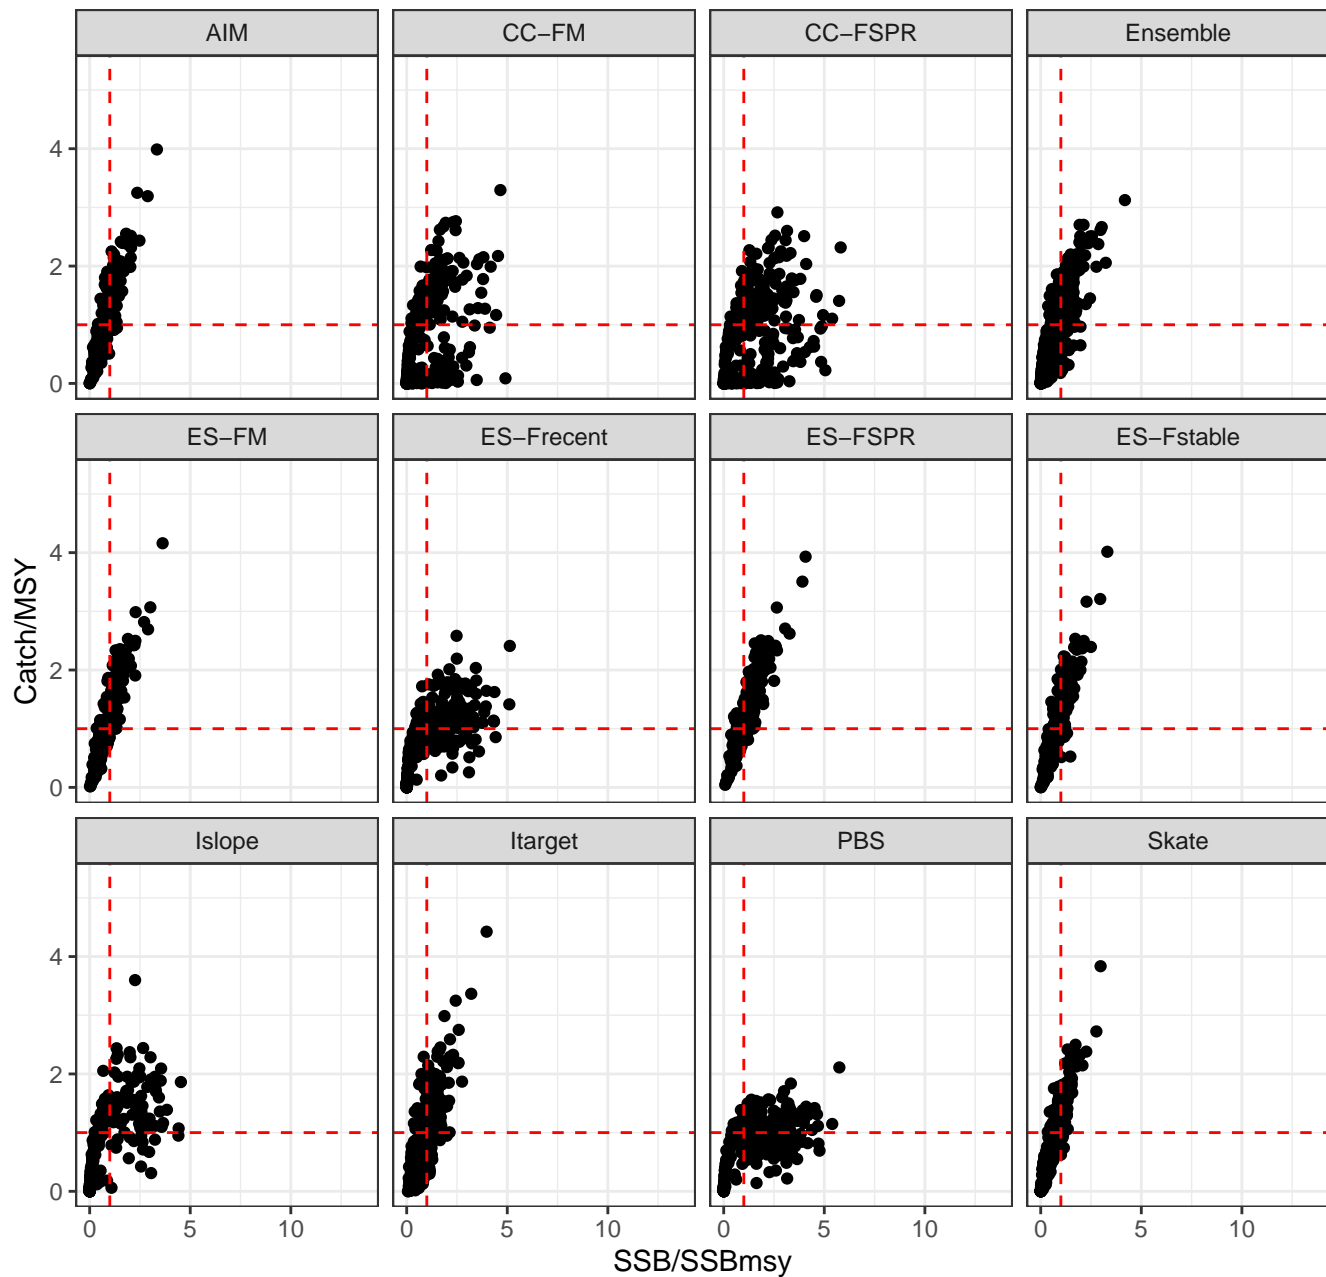 AIM CC−FM CC−FSPR Ensemble
4
2
0
ES−FM ES−Frecent ES−FSPR ES−Fstable
4
2
0
Catch/MSY
Islope Itarget PBS Skate
4
2
0
0 5 10 0 5 10 0 5 10 0 5 10
SSB/SSBmsy